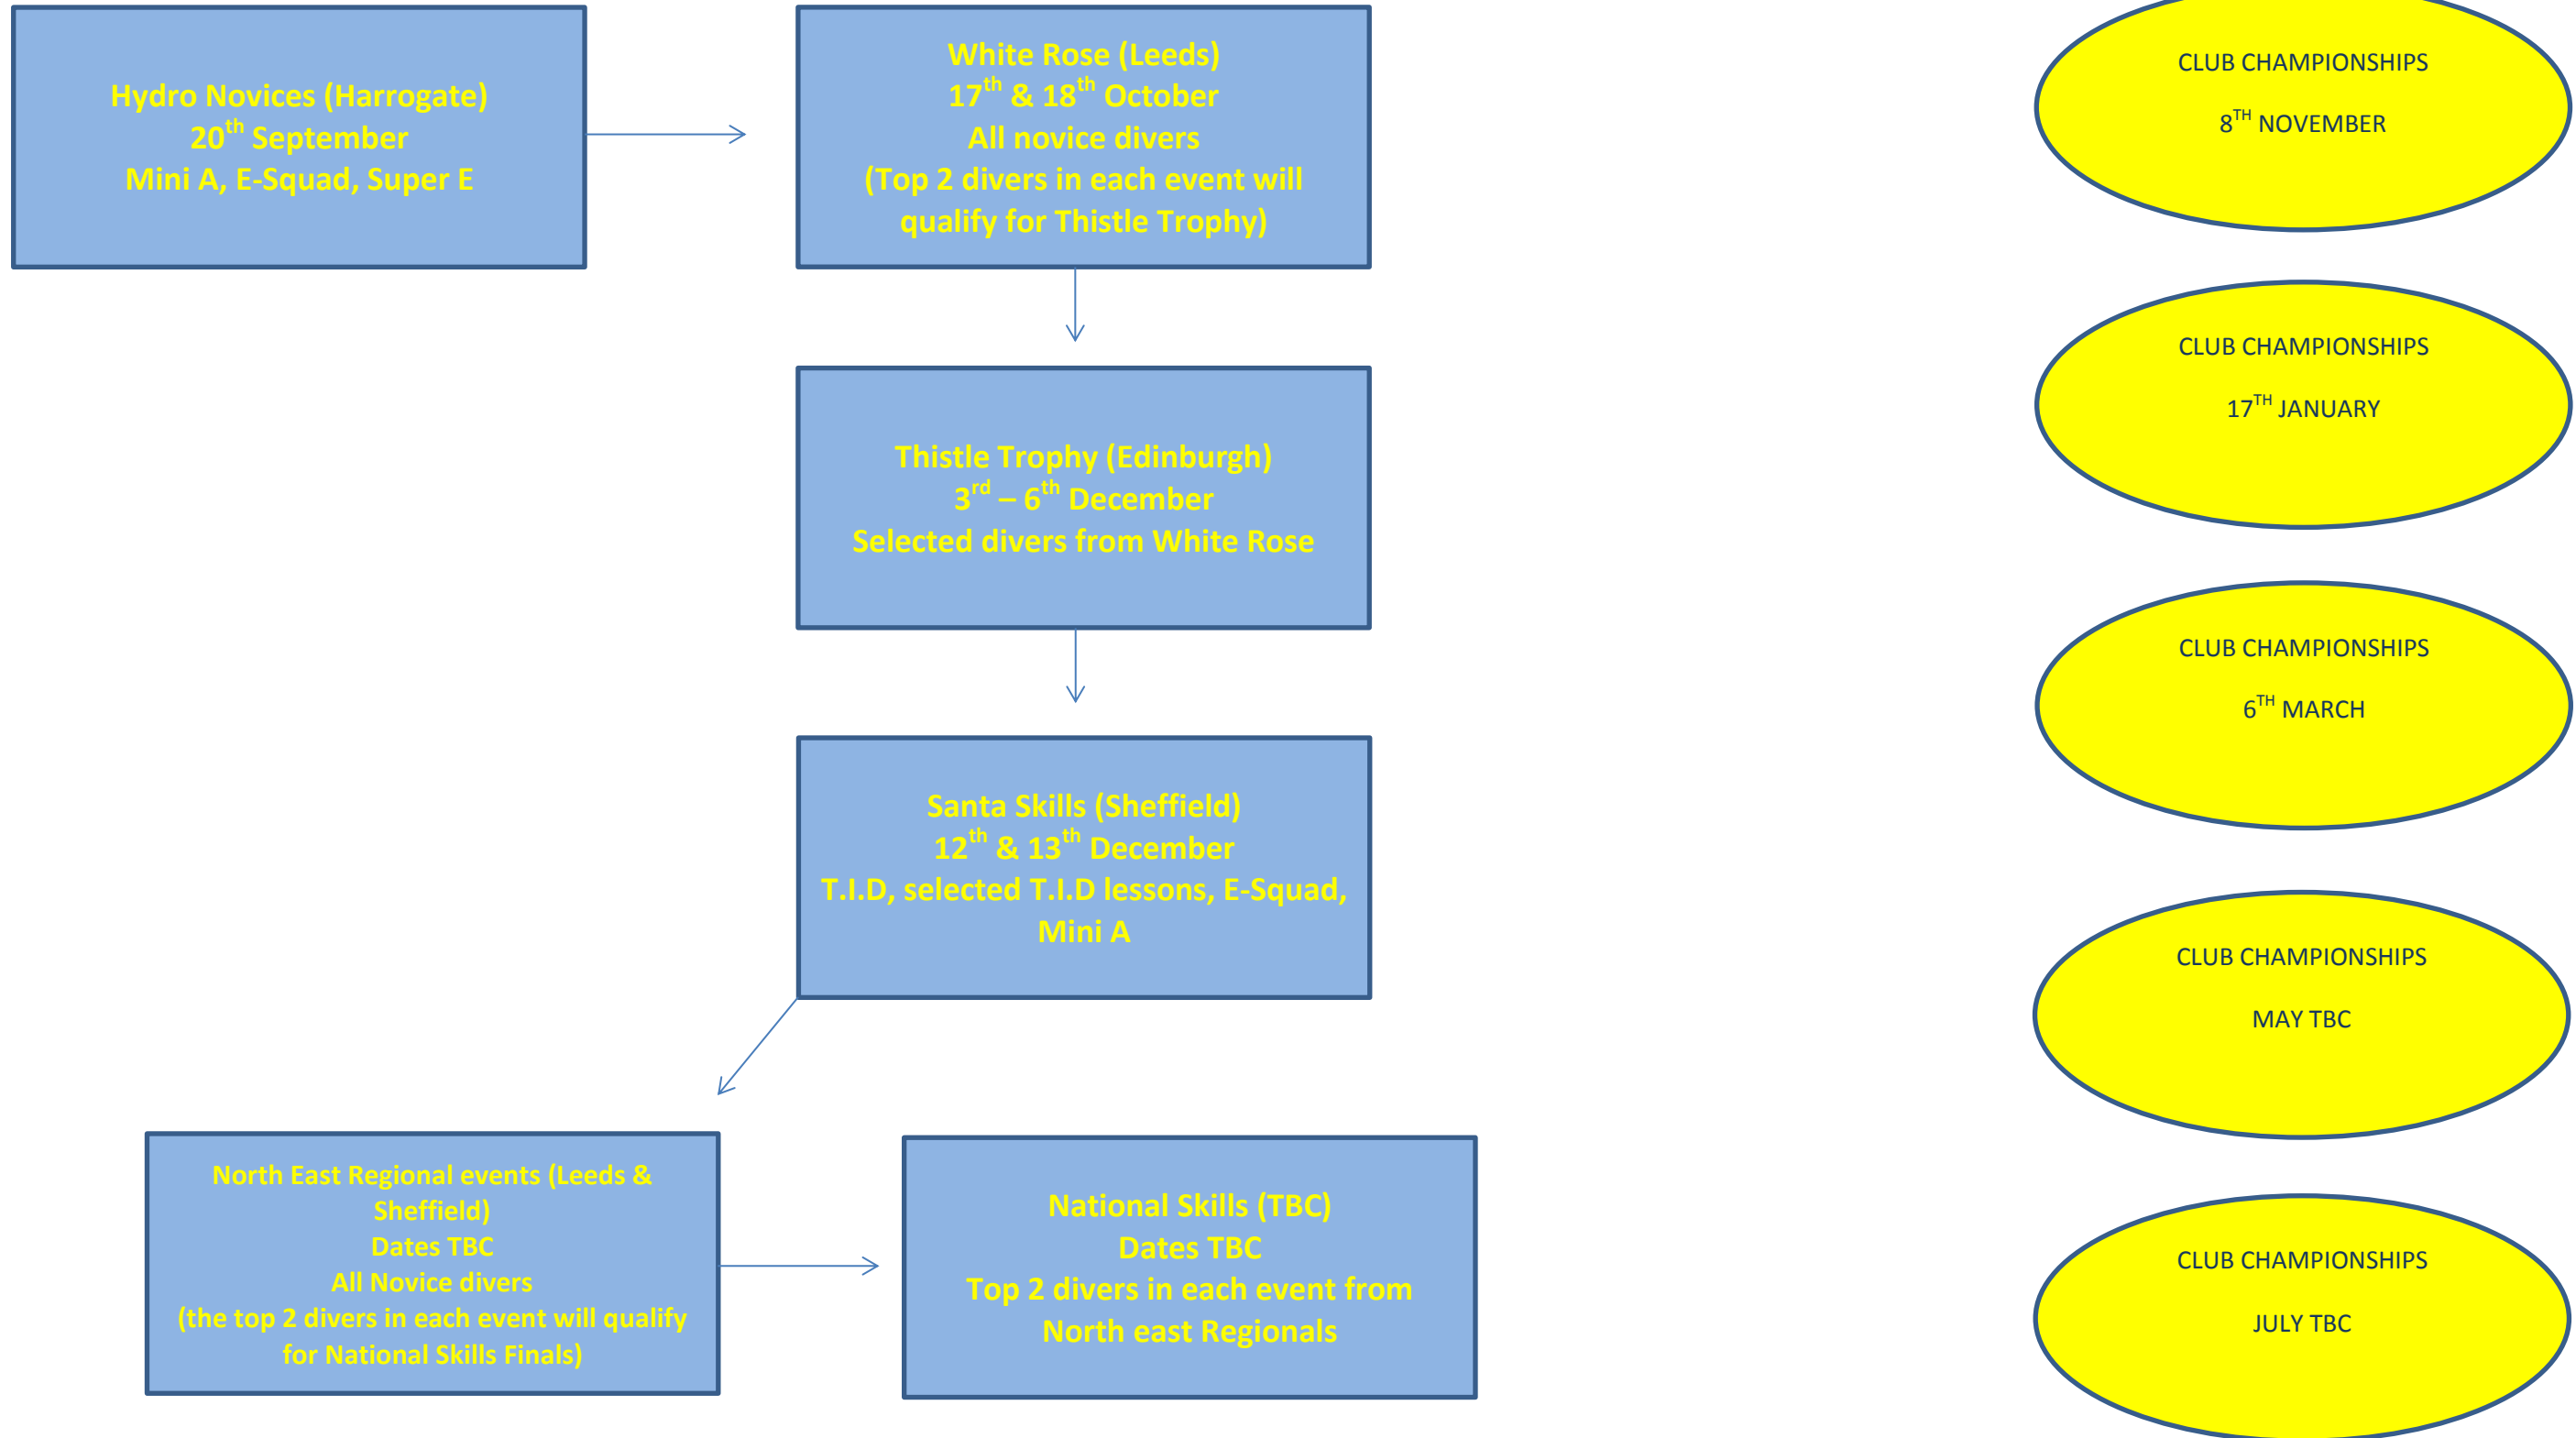 Hydro Novices (Harrogate)
20th September
Mini A, E-Squad, Super E
White Rose (Leeds)
17th & 18th October
All novice divers
(Top 2 divers in each event will
qualify for Thistle Trophy)
Thistle Trophy (Edinburgh)
3rd – 6th December
Selected divers from White Rose
Santa Skills (Sheffield)
12th & 13th December
T.I.D, selected T.I.D lessons, E-Squad,
Mini A
North East Regional events (Leeds &
Sheffield)
Dates TBC
All Novice divers
(the top 2 divers in each event will qualify
for National Skills Finals)
National Skills (TBC)
Dates TBC
Top 2 divers in each event from
North east Regionals
CLUB CHAMPIONSHIPS
8TH NOVEMBER
CLUB CHAMPIONSHIPS
17TH JANUARY
CLUB CHAMPIONSHIPS
6TH MARCH
CLUB CHAMPIONSHIPS
MAY TBC
CLUB CHAMPIONSHIPS
JULY TBC